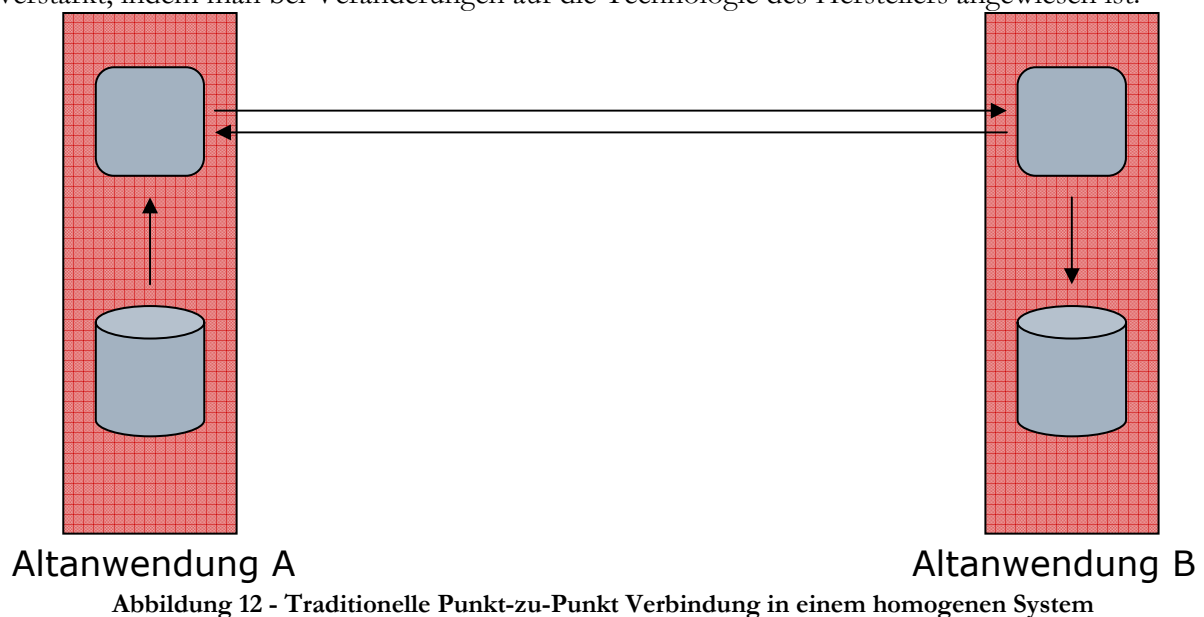 verstärkt, indem man bei Veränderungen auf die Technologie des Herstellers angewiesen ist.
Altanwendung A
Altanwendung B
Abbildung 12 - Traditionelle Punkt-zu-Punkt Verbindung in einem homogenen System